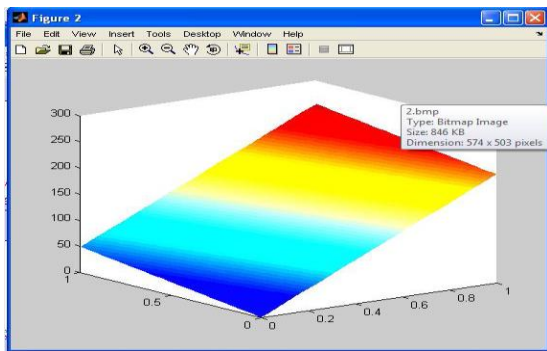 Figure 2
File Edit View Insert Tools Desktop Window Help
300
250
200
150
100
50
0
1
0.5
0
0
0.2
0.4
0.6
0.8
1
2.bmp
Type: Bitmap Image
Size: 846 KB
Dimension: 574 x 503 pixels